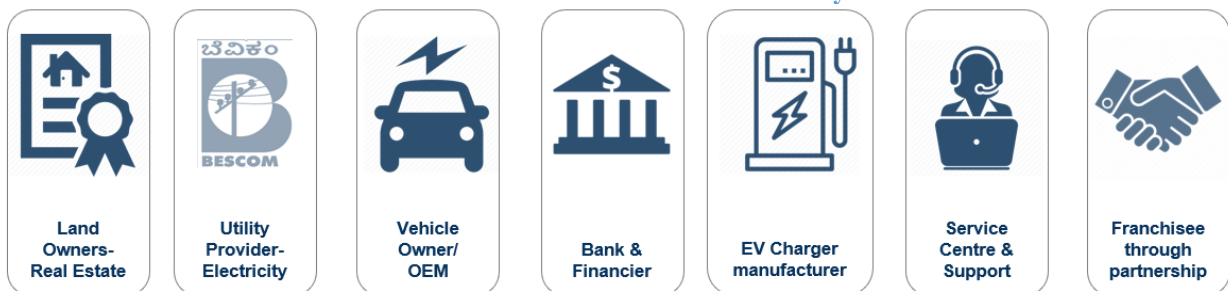 ಬೆವಿಕಂ
BESCOM
$
Land
Owners-
Real Estate
Utility
Provider-
Electricity
Vehicle
Owner/
OEM
Bank &
Financier
EV Charger
manufacturer
Service
Centre &
Support
Franchisee
through
partnership